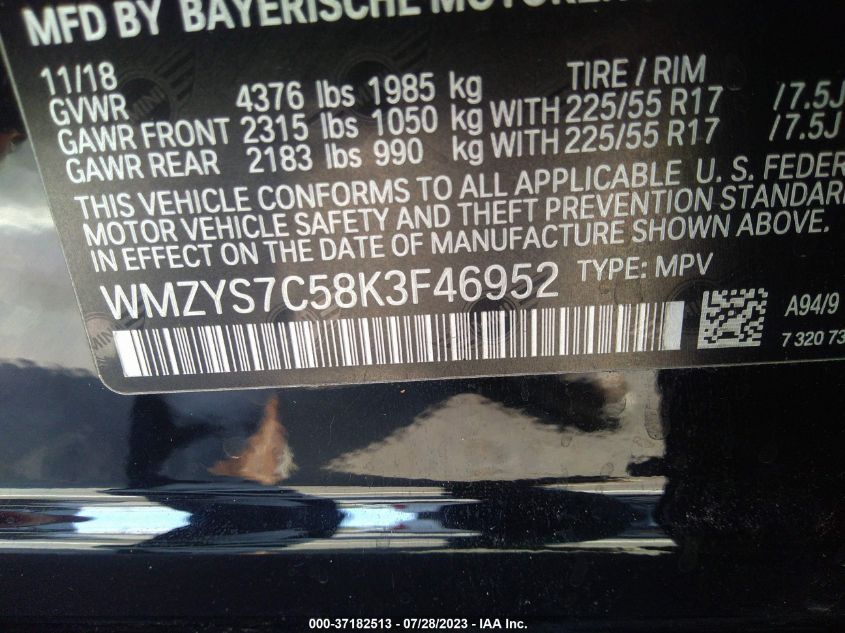 MFD BY BAYERISCHE MOTOREN
11/18 TIRE / RIM
GVWR 4376 lbs 1985 kg
GAWR FRONT 2315 lbs 1050 kg WITH 225/55 R17 /7.5J
GAWR REAR 2183 lbs 990 kg WITH 225/55 R17 /7.5J
THIS VEHICLE CONFORMS TO ALL APPLICABLE U. S. FEDER
MOTOR VEHICLE SAFETY AND THEFT PREVENTION STANDAR
IN EFFECT ON THE DATE OF MANUFACTURE SHOWN ABOVE.
WMZYS7C58K3F46952 TYPE: MPV
A94/9
7 320 73
000-37182513 - 07/28/2023 - IAA Inc.